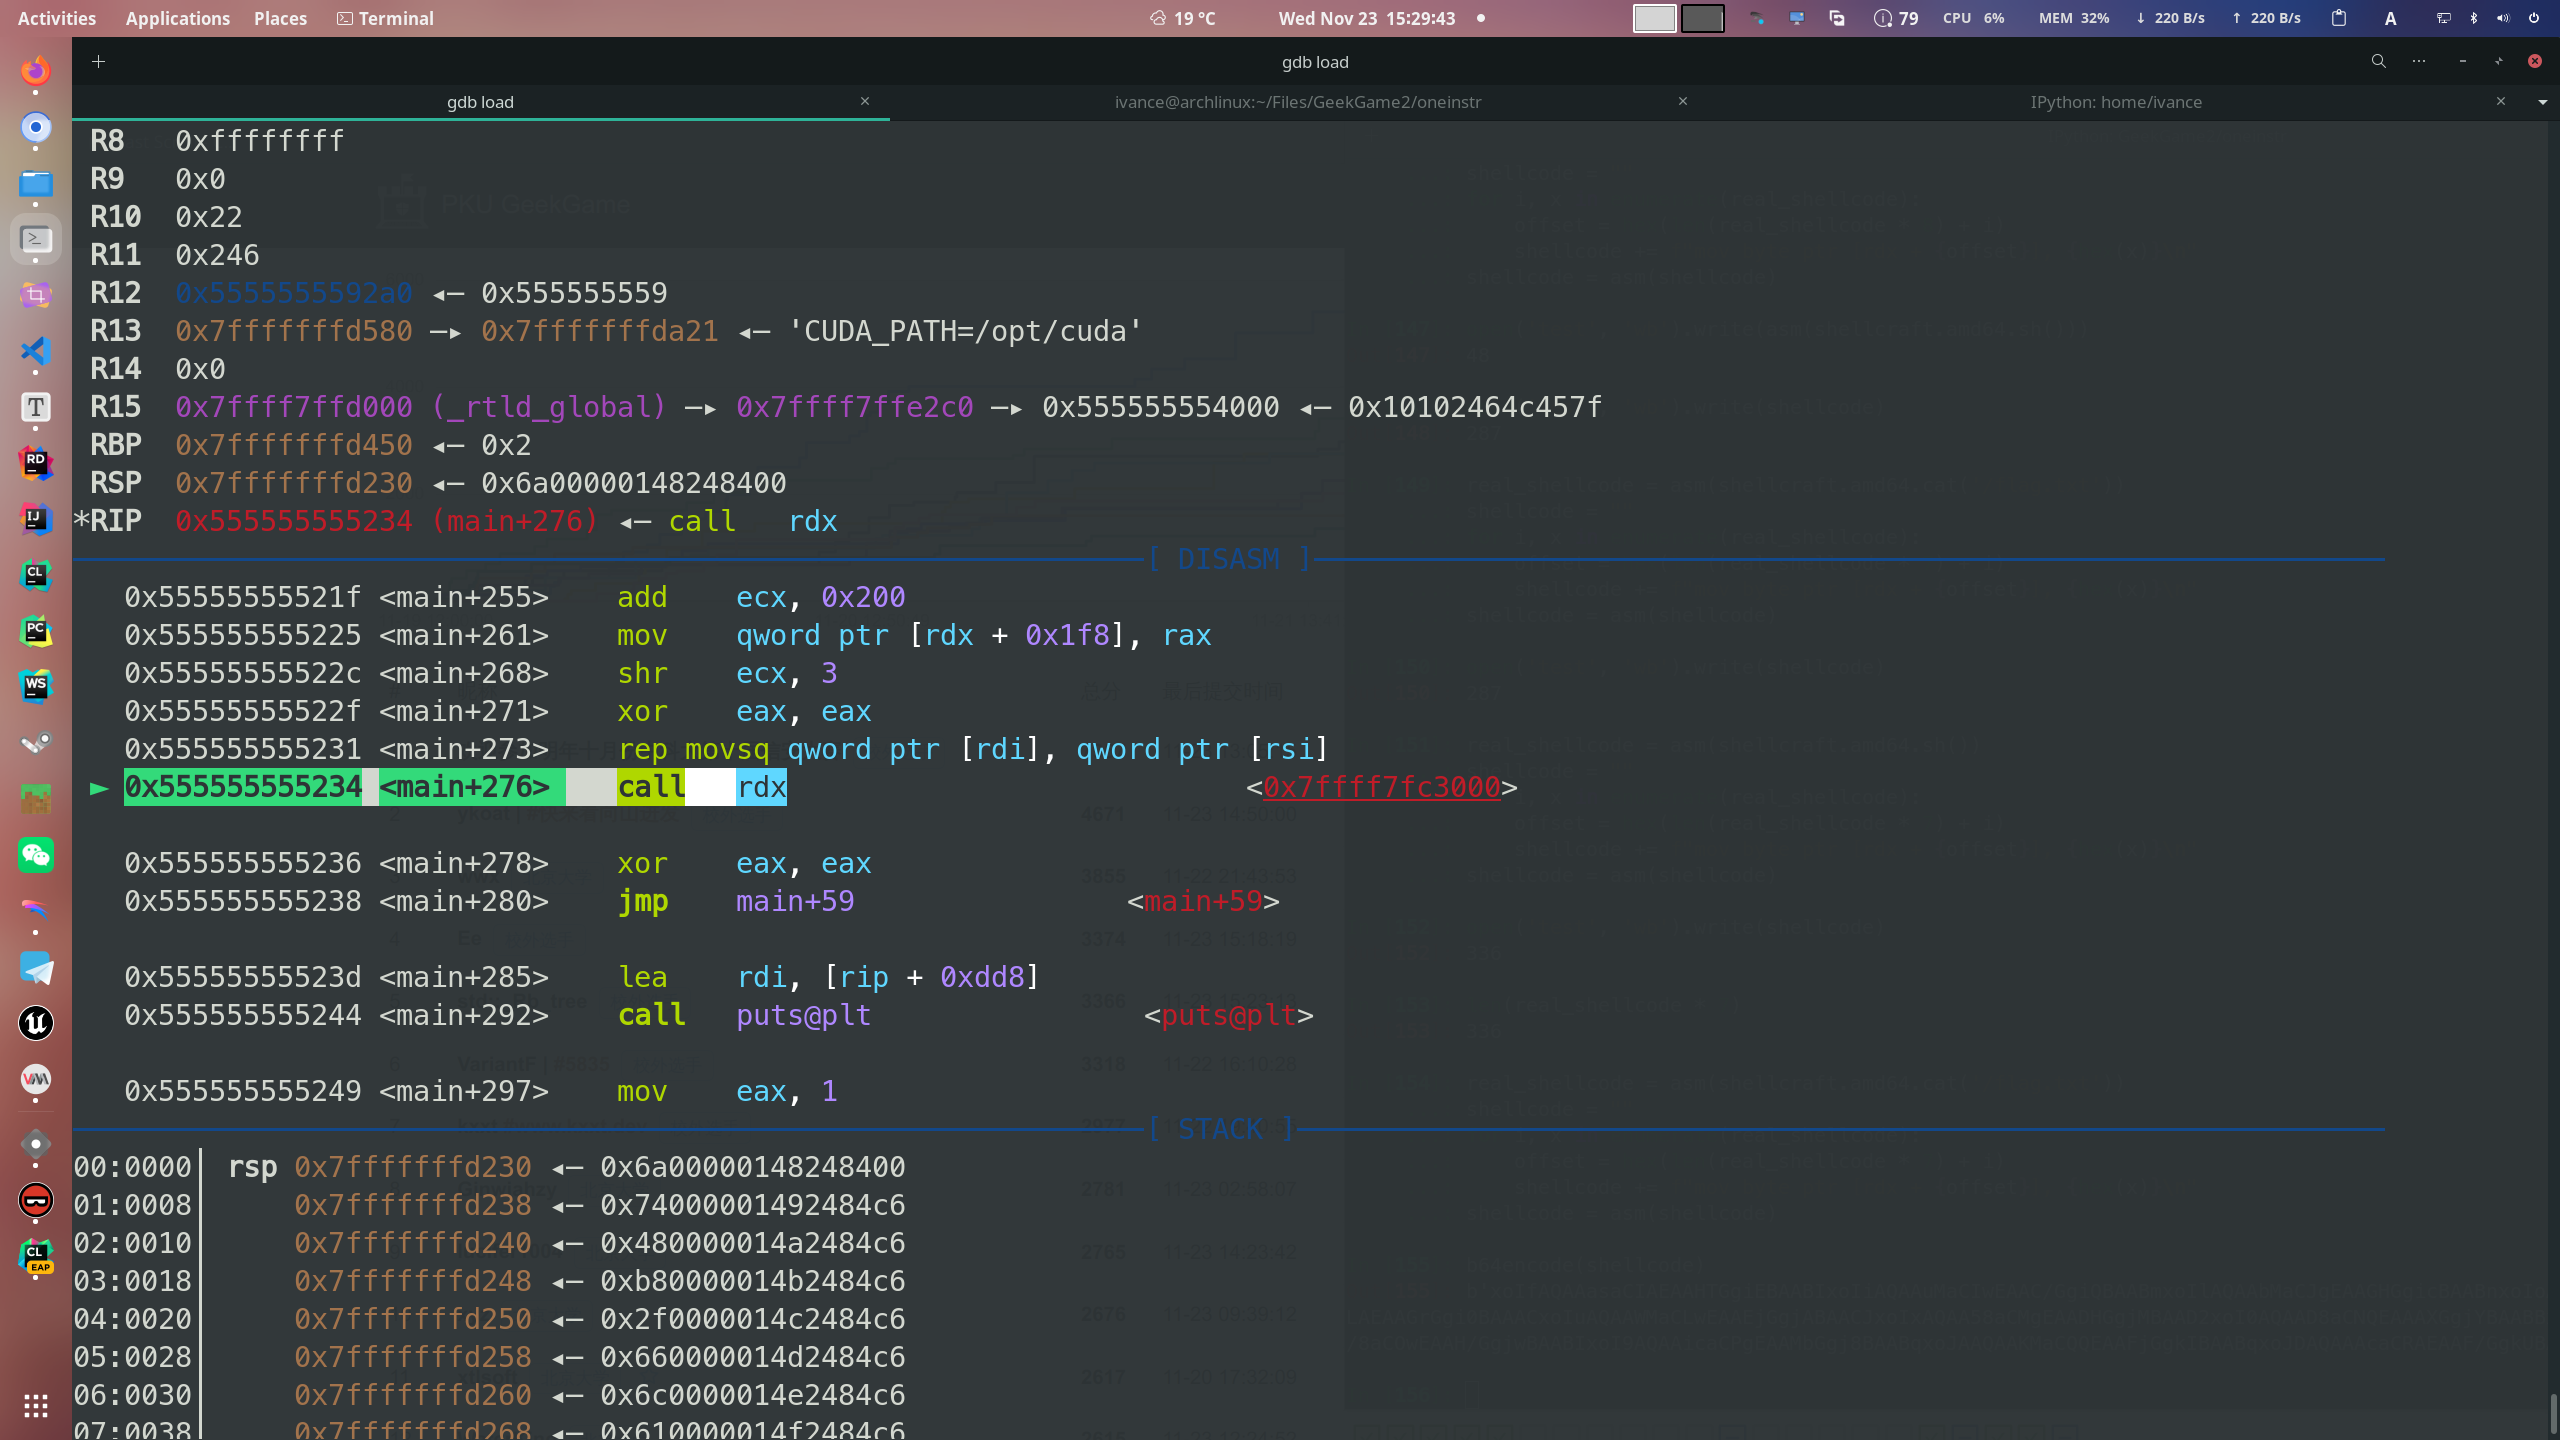 Activities Applications Places Terminal 19 °C Wed Nov 23 15:29:43 79 CPU 6% MEM 32% ↓ 220 B/s ↑ 220 B/s A
gdb load
gdb load ivance@archlinux:~/Files/GeekGame2/oneinstr IPython: home/ivance
R8 0xffffffff
R9 0x0
PKU GeekGame
R10 0x22
R11 0x246
R12 0x5555555592a0 ◂— 0x555555559
R13 0x7fffffffd580 —▸ 0x7fffffffda21 ◂— 'CUDA_PATH=/opt/cuda'
R14 0x0
R15 0x7ffff7ffd000 (_rtld_global) —▸ 0x7ffff7ffe2c0 —▸ 0x555555554000 ◂— 0x10102464c457f
RBP 0x7fffffffd450 ◂— 0x2
RSP 0x7fffffffd230 ◂— 0x6a00000148248400
*RIP 0x555555555234 (main+276) ◂— call rdx
[ DISASM ]
0x55555555521f <main+255> add ecx, 0x200
0x555555555225 <main+261> mov qword ptr [rdx + 0x1f8], rax
0x55555555522c <main+268> shr ecx, 3
0x55555555522f <main+271> xor eax, eax
0x555555555231 <main+273> rep movsq qword ptr [rdi], qword ptr [rsi]
► 0x555555555234 <main+276> call rdx <0x7ffff7fc3000>
0x555555555236 <main+278> xor eax, eax
0x555555555238 <main+280> jmp main+59 <main+59>
0x55555555523d <main+285> lea rdi, [rip + 0xdd8]
0x555555555244 <main+292> call puts@plt <puts@plt>
0x555555555249 <main+297> mov eax, 1
[ STACK ]
00:0000│ rsp 0x7fffffffd230 ◂— 0x6a00000148248400
01:0008│ 0x7fffffffd238 ◂— 0x74000001492484c6
02:0010│ 0x7fffffffd240 ◂— 0x480000014a2484c6
03:0018│ 0x7fffffffd248 ◂— 0xb80000014b2484c6
04:0020│ 0x7fffffffd250 ◂— 0x2f0000014c2484c6
05:0028│ 0x7fffffffd258 ◂— 0x660000014d2484c6
06:0030│ 0x7fffffffd260 ◂— 0x6c0000014e2484c6
07:0038│ 0x7fffffffd268 ◂— 0x610000014f2484c6